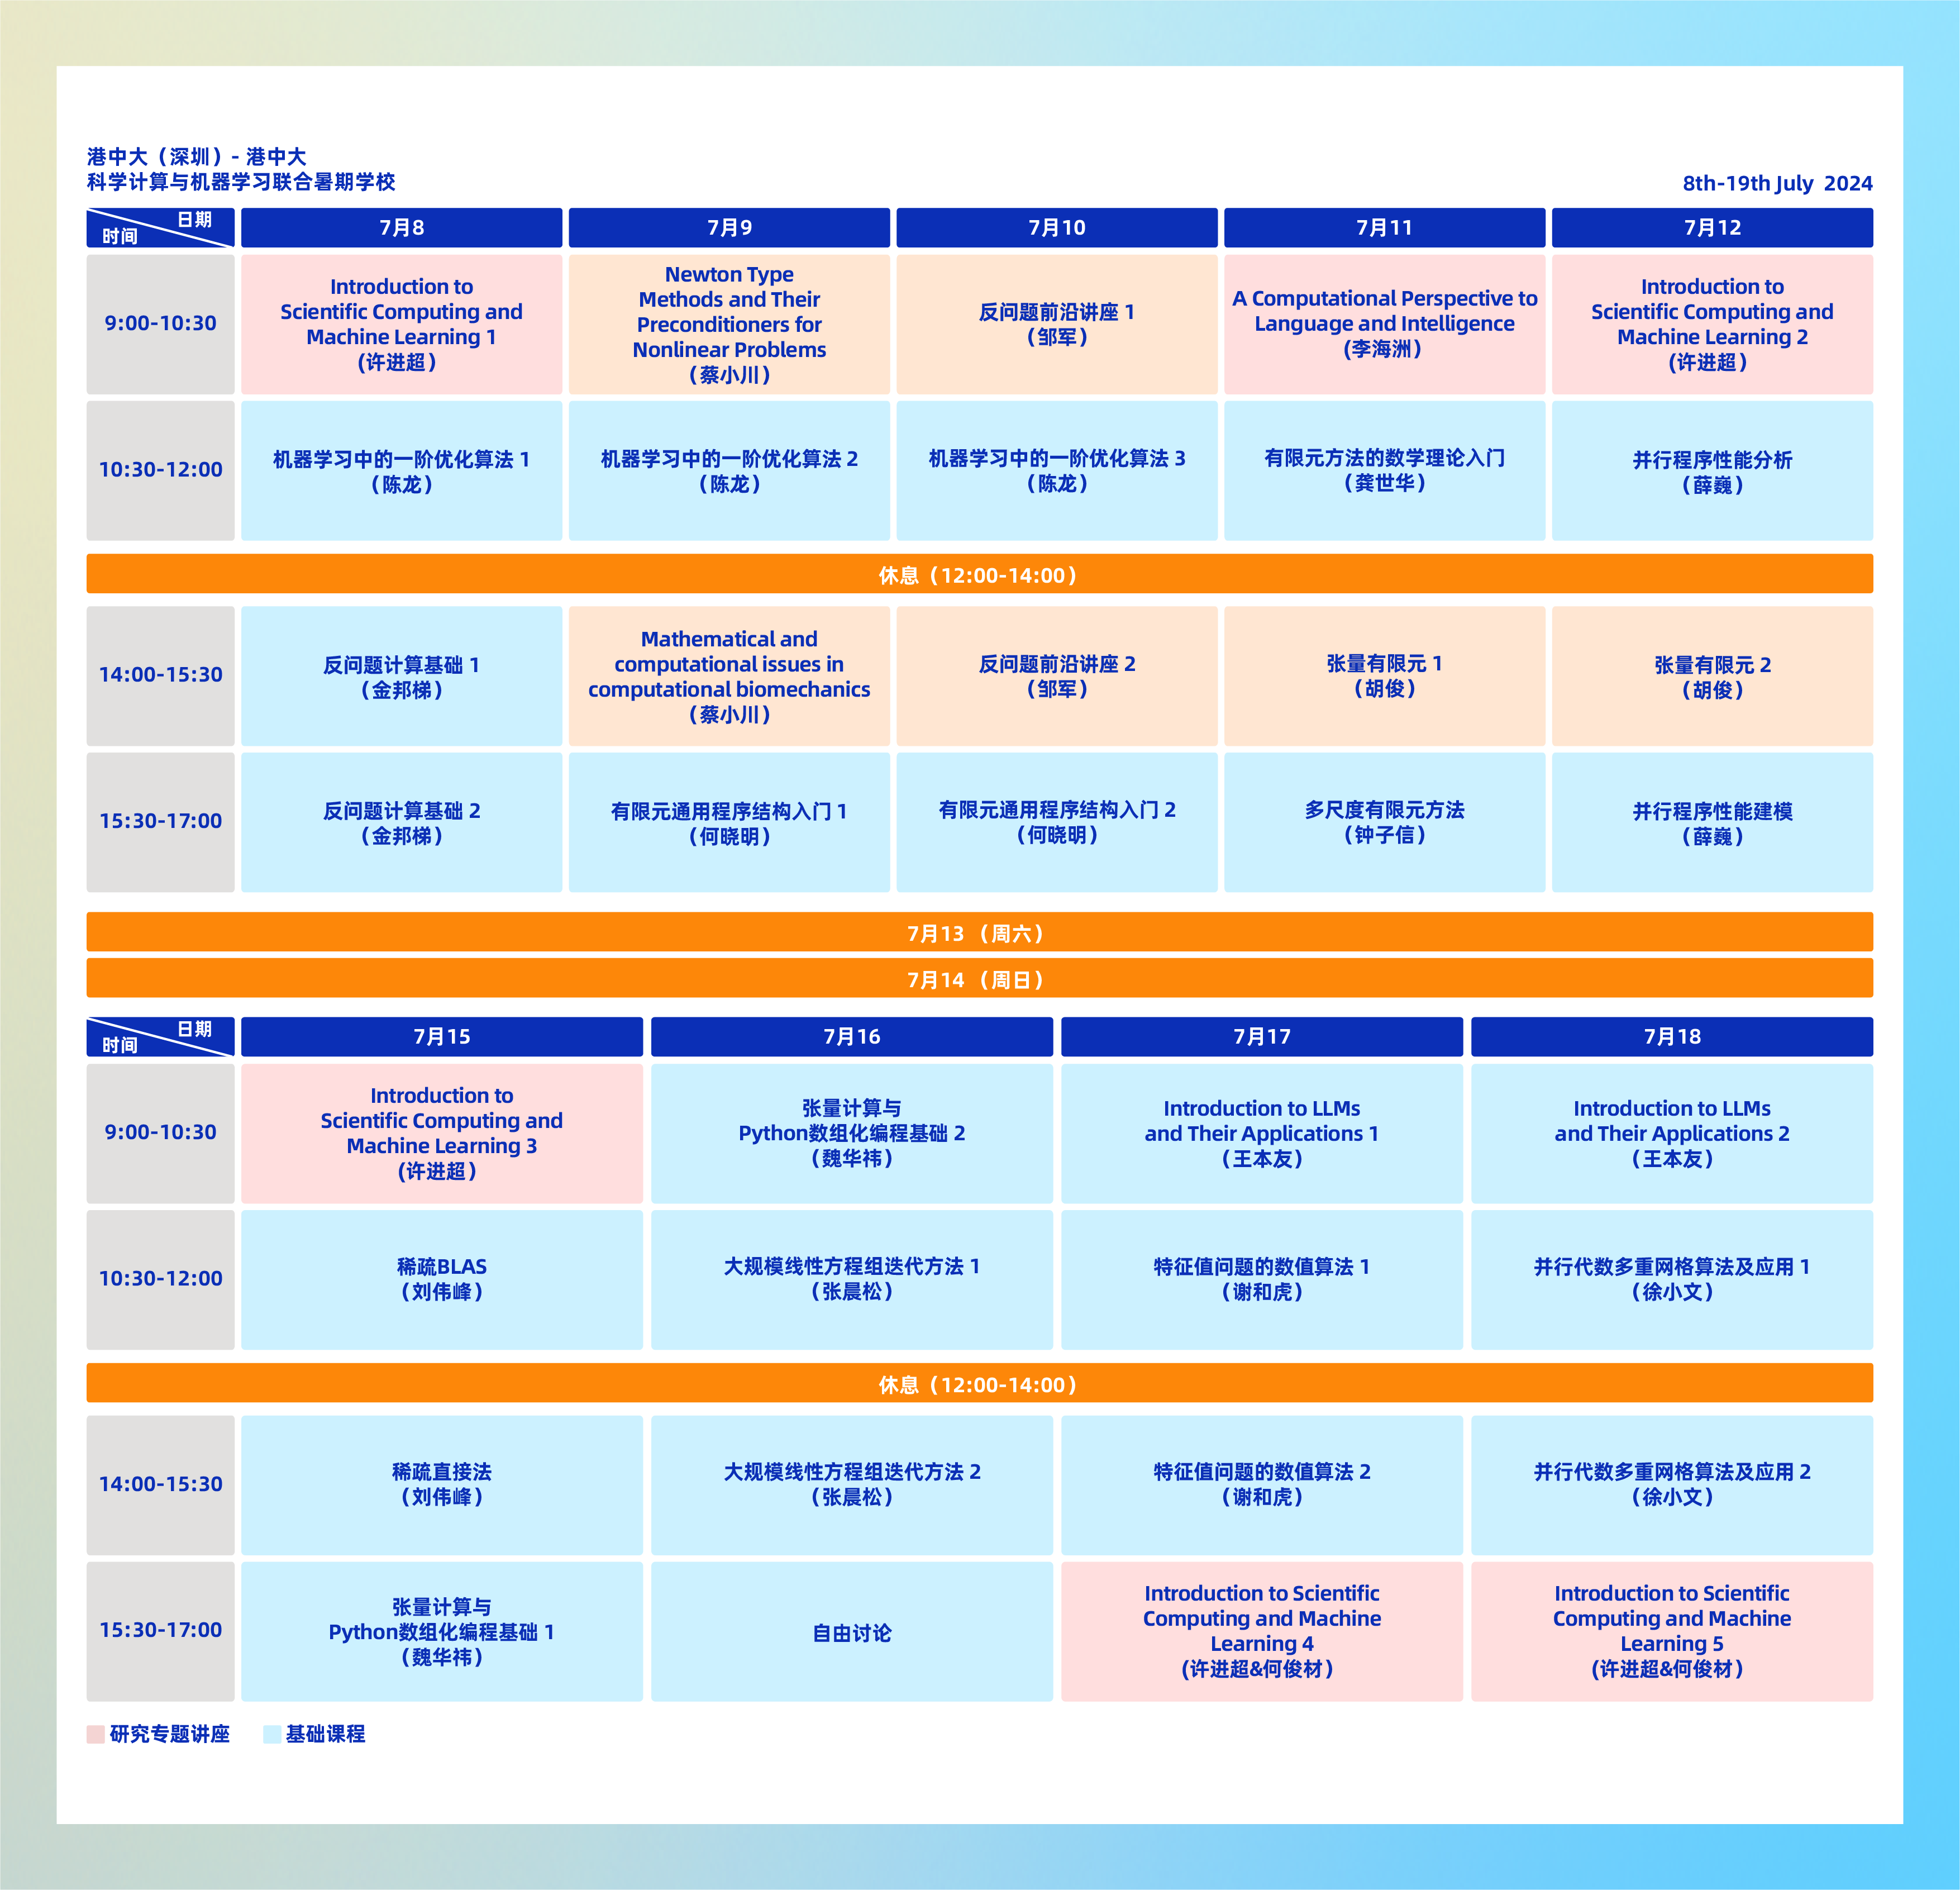 港中大（深圳）- 港中大
科学计算与机器学习联合暑期学校
8th-19th July 2024
日期
时间
7月8
7月9
7月10
7月11
7月12
9:00-10:30
Introduction to
Scientific Computing and
Machine Learning 1
(许进超)
Newton Type
Methods and Their
Preconditioners for
Nonlinear Problems
（蔡小川）
反问题前沿讲座 1
（邹军）
A Computational Perspective to
Language and Intelligence
(李海洲)
Introduction to
Scientific Computing and
Machine Learning 2
(许进超)
10:30-12:00
机器学习中的一阶优化算法 1
（陈龙）
机器学习中的一阶优化算法 2
（陈龙）
机器学习中的一阶优化算法 3
（陈龙）
有限元方法的数学理论入门
（龚世华）
并行程序性能分析
（薛巍）
休息（12:00-14:00）
14:00-15:30
反问题计算基础 1
（金邦梯）
Mathematical and
computational issues in
computational biomechanics
（蔡小川）
反问题前沿讲座 2
（邹军）
张量有限元 1
（胡俊）
张量有限元 2
（胡俊）
15:30-17:00
反问题计算基础 2
（金邦梯）
有限元通用程序结构入门 1
（何晓明）
有限元通用程序结构入门 2
（何晓明）
多尺度有限元方法
（钟子信）
并行程序性能建模
（薛巍）
7月13 （周六）
7月14 （周日）
日期
时间
7月15
7月16
7月17
7月18
9:00-10:30
Introduction to
Scientific Computing and
Machine Learning 3
(许进超)
张量计算与
Python数组化编程基础 2
（魏华祎）
Introduction to LLMs
and Their Applications 1
（王本友）
Introduction to LLMs
and Their Applications 2
（王本友）
10:30-12:00
稀疏BLAS
（刘伟峰）
大规模线性方程组迭代方法 1
（张晨松）
特征值问题的数值算法 1
（谢和虎）
并行代数多重网格算法及应用 1
（徐小文）
休息（12:00-14:00）
14:00-15:30
稀疏直接法
（刘伟峰）
大规模线性方程组迭代方法 2
（张晨松）
特征值问题的数值算法 2
（谢和虎）
并行代数多重网格算法及应用 2
（徐小文）
15:30-17:00
张量计算与
Python数组化编程基础 1
（魏华祎）
自由讨论
Introduction to Scientific
Computing and Machine
Learning 4
(许进超&何俊材)
Introduction to Scientific
Computing and Machine
Learning 5
(许进超&何俊材)
研究专题讲座
基础课程